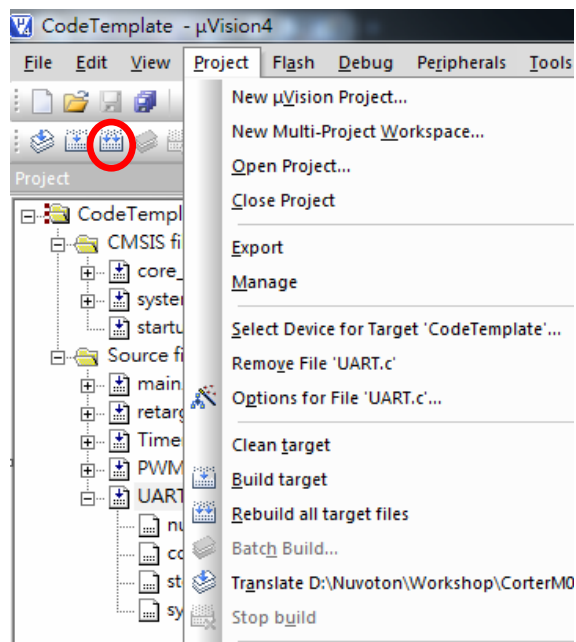 CodeTemplate - µVision4
File Edit View Project Flash Debug Peripherals Tools
New µVision Project...
New Multi-Project Workspace...
Open Project...
Project
Close Project
CodeTempl
CMSIS fi
Export
core_
Manage
system
startu
Select Device for Target 'CodeTemplate'...
Source fi
Remove File 'UART.c'
main.
Options for File 'UART.c'...
retarg
Timer
Clean target
PWM
Build target
UART
Rebuild all target files
nu
Batch Build...
co
st
Translate D:\Nuvoton\Workshop\CorterM0
sy
Stop build